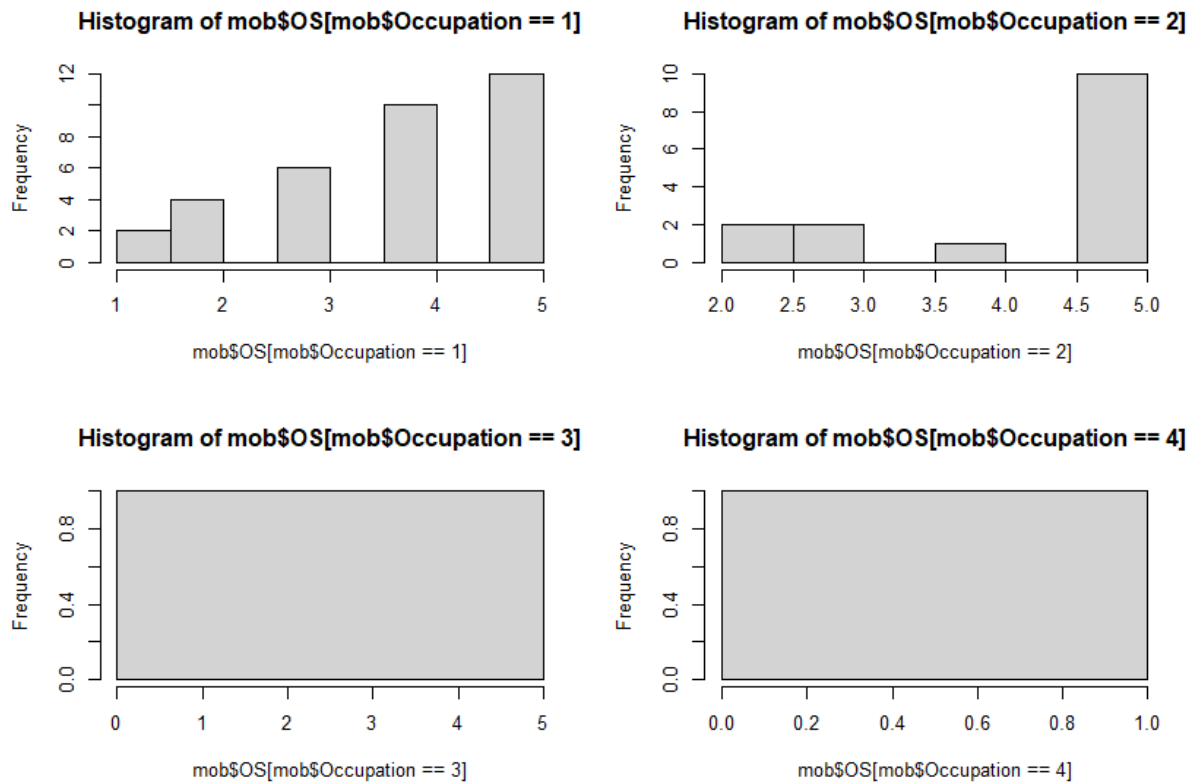 Histogram of mob$OS[mob$Occupation == 1]
Frequency
0 2 4 6 8 12
1 2 3 4 5
mob$OS[mob$Occupation == 1]
Histogram of mob$OS[mob$Occupation == 2]
Frequency
0 2 4 6 8 10
2.0 2.5 3.0 3.5 4.0 4.5 5.0
mob$OS[mob$Occupation == 2]
Histogram of mob$OS[mob$Occupation == 3]
Frequency
0.0 0.4 0.8
0 1 2 3 4 5
mob$OS[mob$Occupation == 3]
Histogram of mob$OS[mob$Occupation == 4]
Frequency
0.0 0.4 0.8
0.0 0.2 0.4 0.6 0.8 1.0
mob$OS[mob$Occupation == 4]